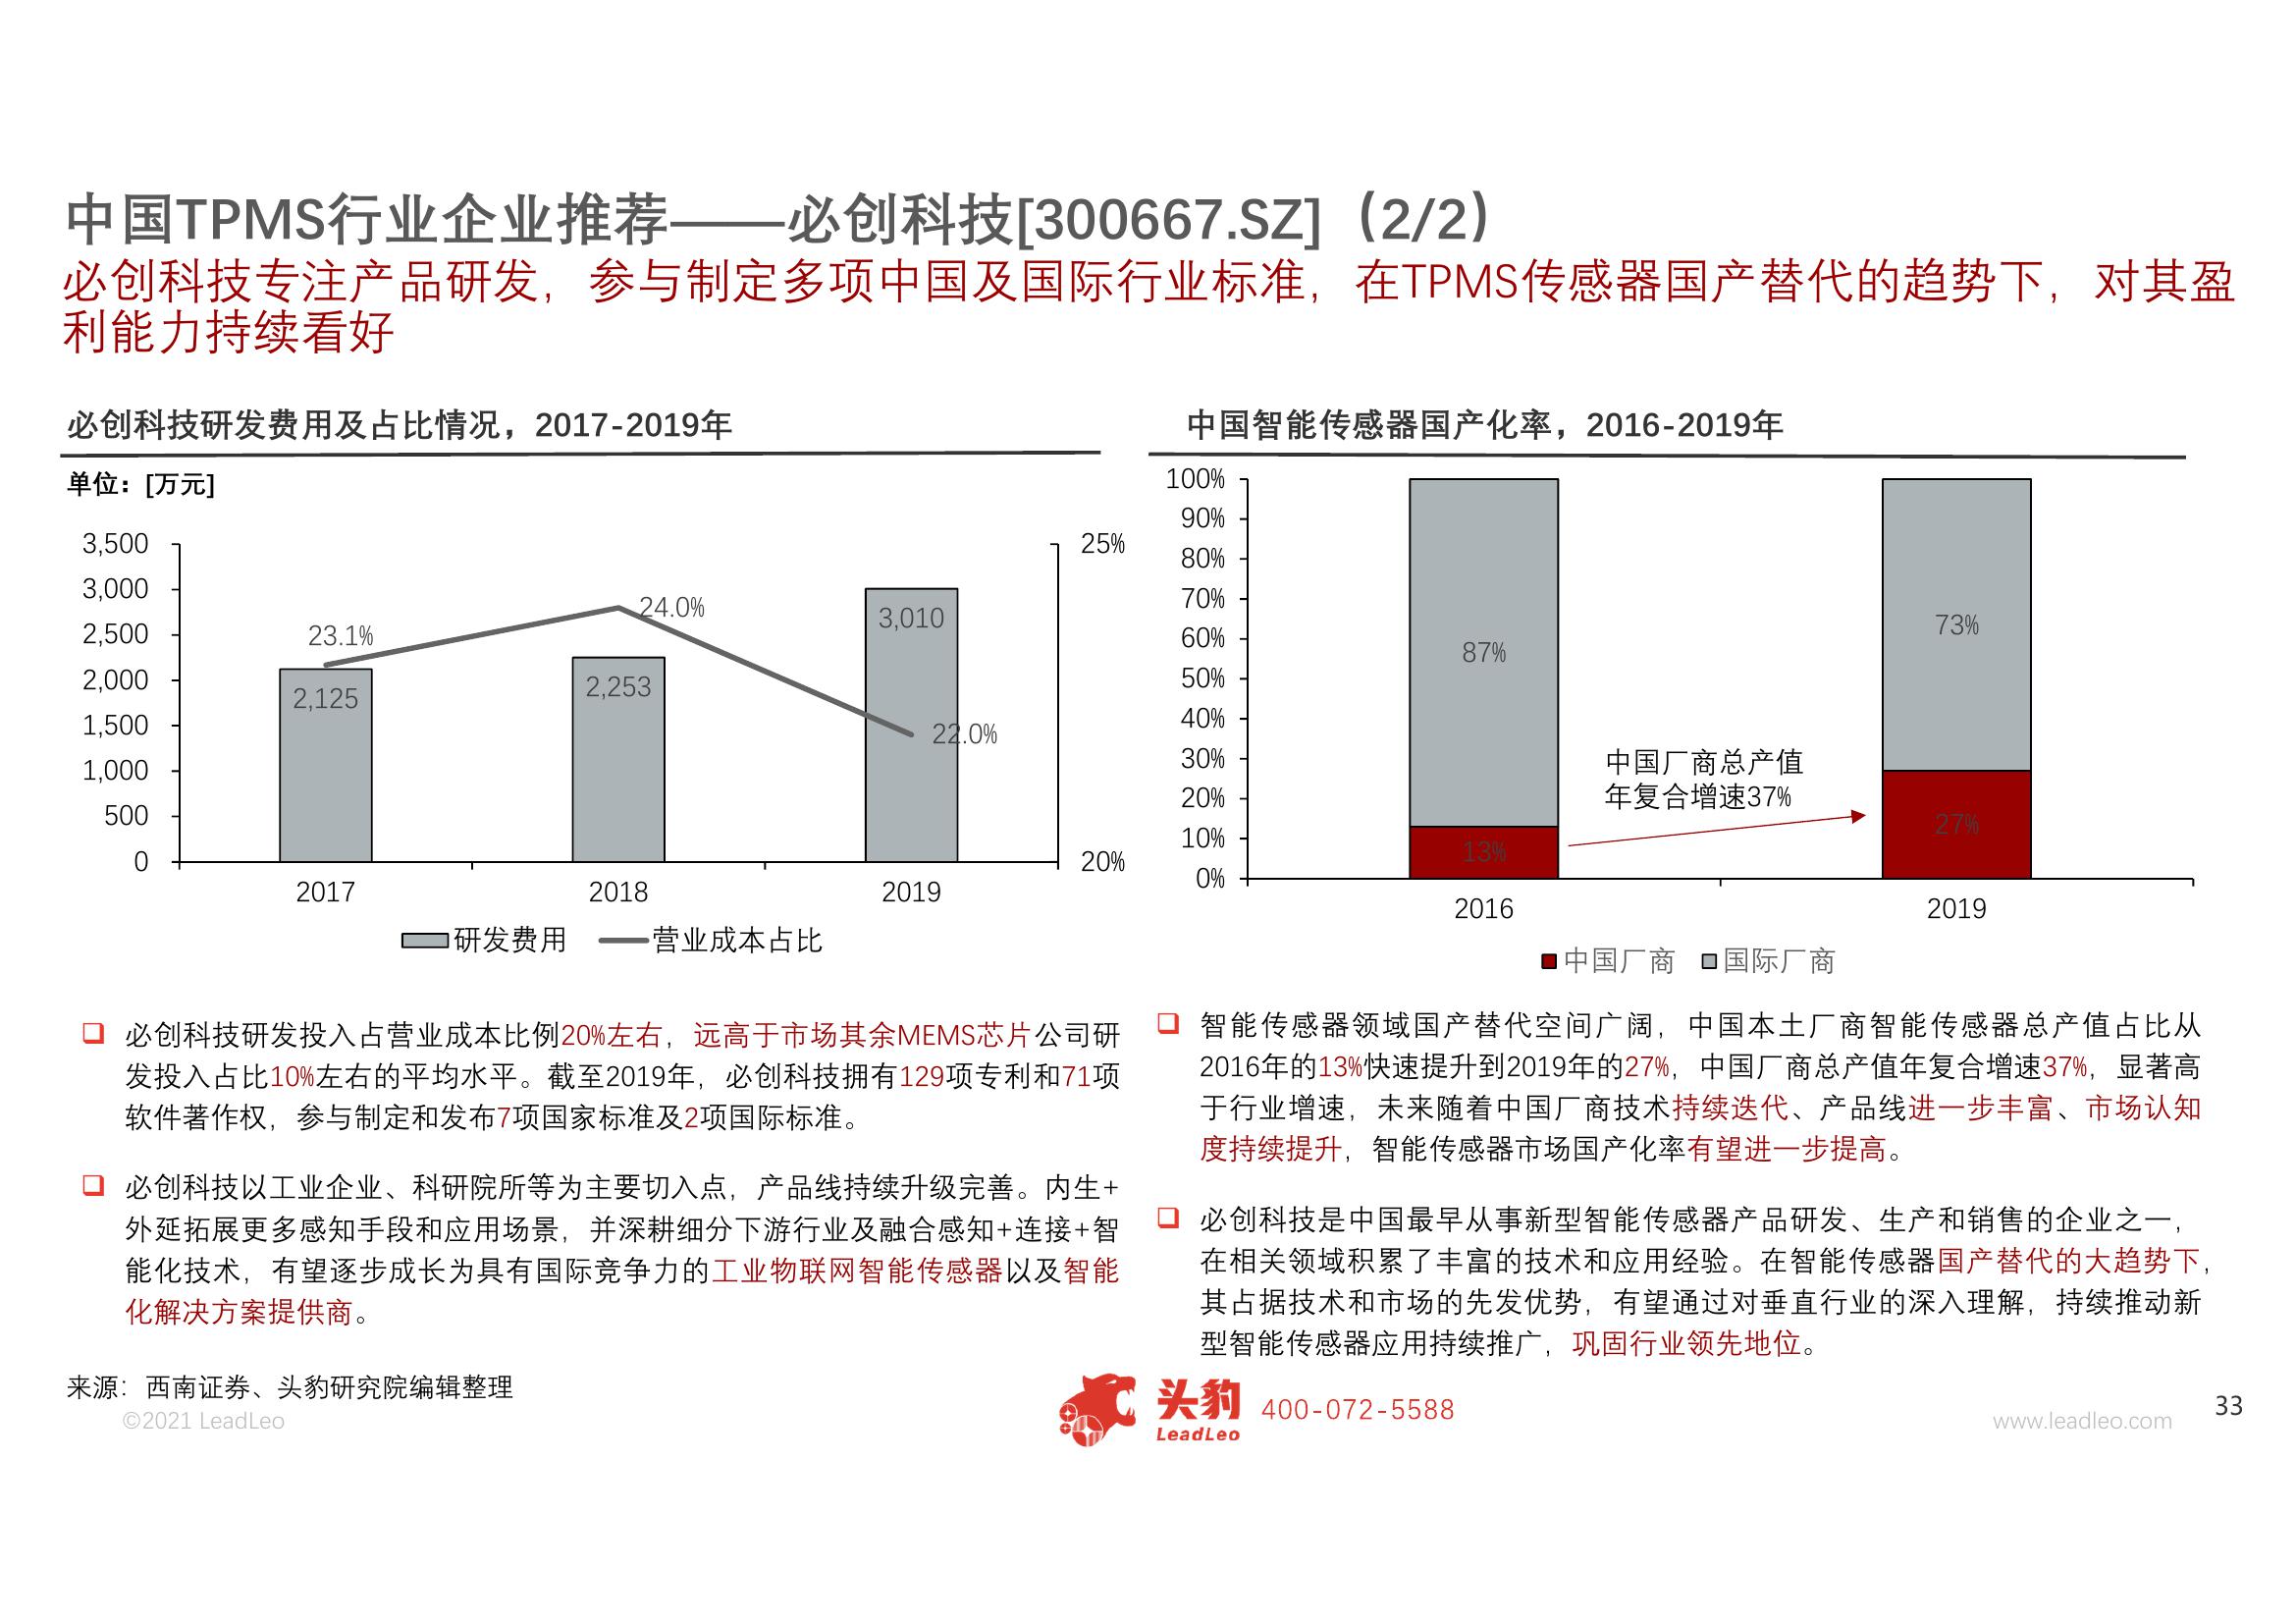 中国TPMS行业企业推荐——必创科技[300667.SZ]（2/2）
必创科技专注产品研发，参与制定多项中国及国际行业标准，在TPMS传感器国产替代的趋势下，对其盈
利能力持续看好
必创科技研发费用及占比情况，2017-2019年
单位：[万元]
3,500
3,000
2,500
2,000
1,500
1,000
500
0
25%
20%
23.1%
24.0%
22.0%
2,125
2,253
3,010
2017
2018
2019
研发费用
营业成本占比
中国智能传感器国产化率，2016-2019年
100%
90%
80%
70%
60%
50%
40%
30%
20%
10%
0%
87%
13%
73%
27%
中国厂商总产值
年复合增速37%
2016
2019
中国厂商
国际厂商
必创科技研发投入占营业成本比例20%左右，远高于市场其余MEMS芯片公司研
发投入占比10%左右的平均水平。截至2019年，必创科技拥有129项专利和71项
软件著作权，参与制定和发布7项国家标准及2项国际标准。
必创科技以工业企业、科研院所等为主要切入点，产品线持续升级完善。内生+
外延拓展更多感知手段和应用场景，并深耕细分下游行业及融合感知+连接+智
能化技术，有望逐步成长为具有国际竞争力的工业物联网智能传感器以及智能
化解决方案提供商。
智能传感器领域国产替代空间广阔，中国本土厂商智能传感器总产值占比从
2016年的13%快速提升到2019年的27%，中国厂商总产值年复合增速37%，显著高
于行业增速，未来随着中国厂商技术持续迭代、产品线进一步丰富、市场认知
度持续提升，智能传感器市场国产化率有望进一步提高。
必创科技是中国最早从事新型智能传感器产品研发、生产和销售的企业之一，
在相关领域积累了丰富的技术和应用经验。在智能传感器国产替代的大趋势下，
其占据技术和市场的先发优势，有望通过对垂直行业的深入理解，持续推动新
型智能传感器应用持续推广，巩固行业领先地位。
来源：西南证券、头豹研究院编辑整理
©2021 LeadLeo
头豹
LeadLeo
400-072-5588
www.leadleo.com
33